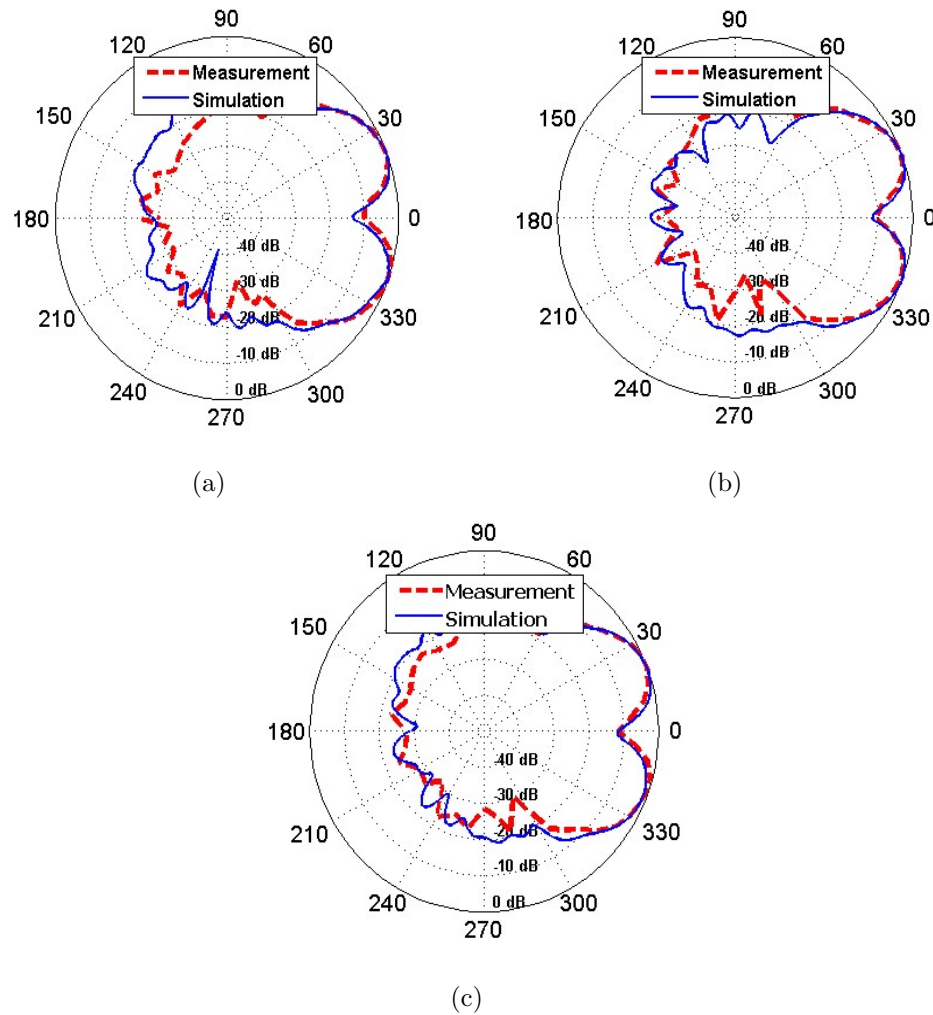 90
120
60
Measurement
Simulation
150
30
180
0
-40 dB
-30 dB
-20 dB
-10 dB
0 dB
210
330
240
300
270
(a)
90
120
60
Measurement
Simulation
150
30
180
0
-40 dB
-30 dB
-20 dB
-10 dB
0 dB
210
330
240
300
270
(b)
90
120
60
Measurement
Simulation
150
30
180
0
-40 dB
-30 dB
-20 dB
-10 dB
0 dB
210
330
240
300
270
(c)